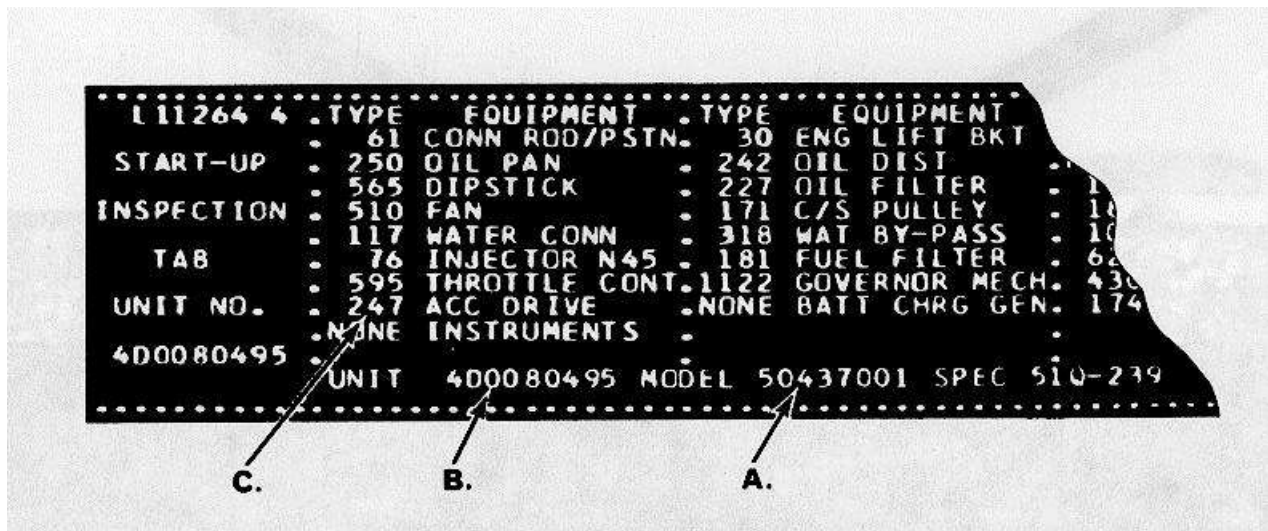 L11264 4 TYPE EQUIPMENT TYPE EQUIPMENT
61 CONN ROD/PSTN 30 ENG LIFT BKT
START-UP 250 OIL PAN 242 OIL DIST
565 DIPSTICK 227 OIL FILTER
INSPECTION 510 FAN 171 C/S PULLEY
117 WATER CONN 318 WAT BY-PASS
TAB 76 INJECTOR N45 181 FUEL FILTER
595 THROTTLE CONT 1122 GOVERNOR MECH
UNIT NO. 247 ACC DRIVE NONE BATT CHRG GEN 174
NONE INSTRUMENTS
4D0080495
UNIT 4D0080495 MODEL 50437001 SPEC 510-239
C. B. A.